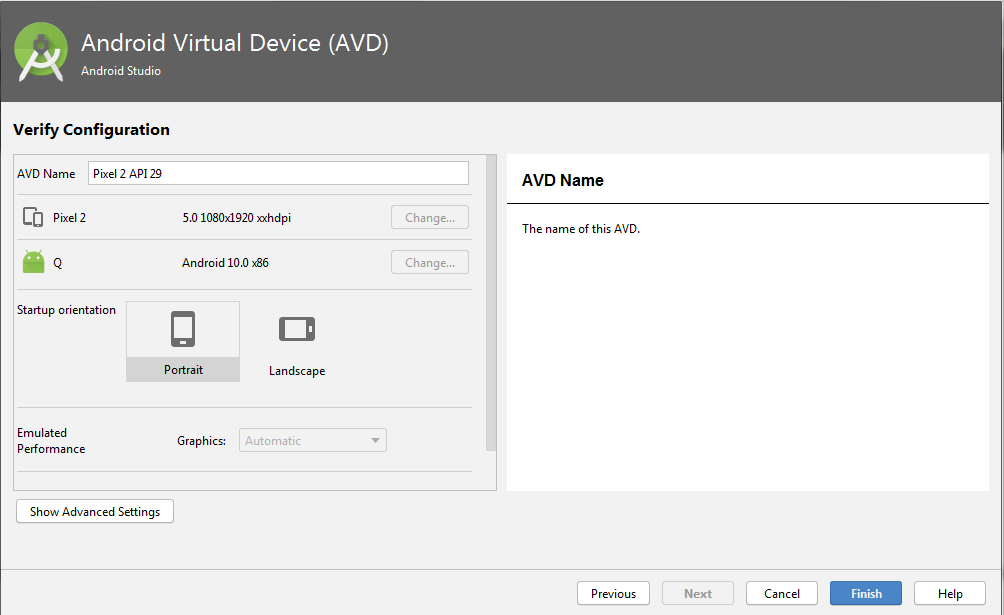 Android Virtual Device (AVD)
Android Studio
Verify Configuration
AVD Name
Pixel 2 API 29
Pixel 2
5.0 1080x1920 xxhdpi
Change...
Q
Android 10.0 x86
Change...
Startup orientation
Portrait
Landscape
Emulated
Performance
Graphics:
Automatic
Show Advanced Settings
AVD Name
The name of this AVD.
Previous
Next
Cancel
Finish
Help